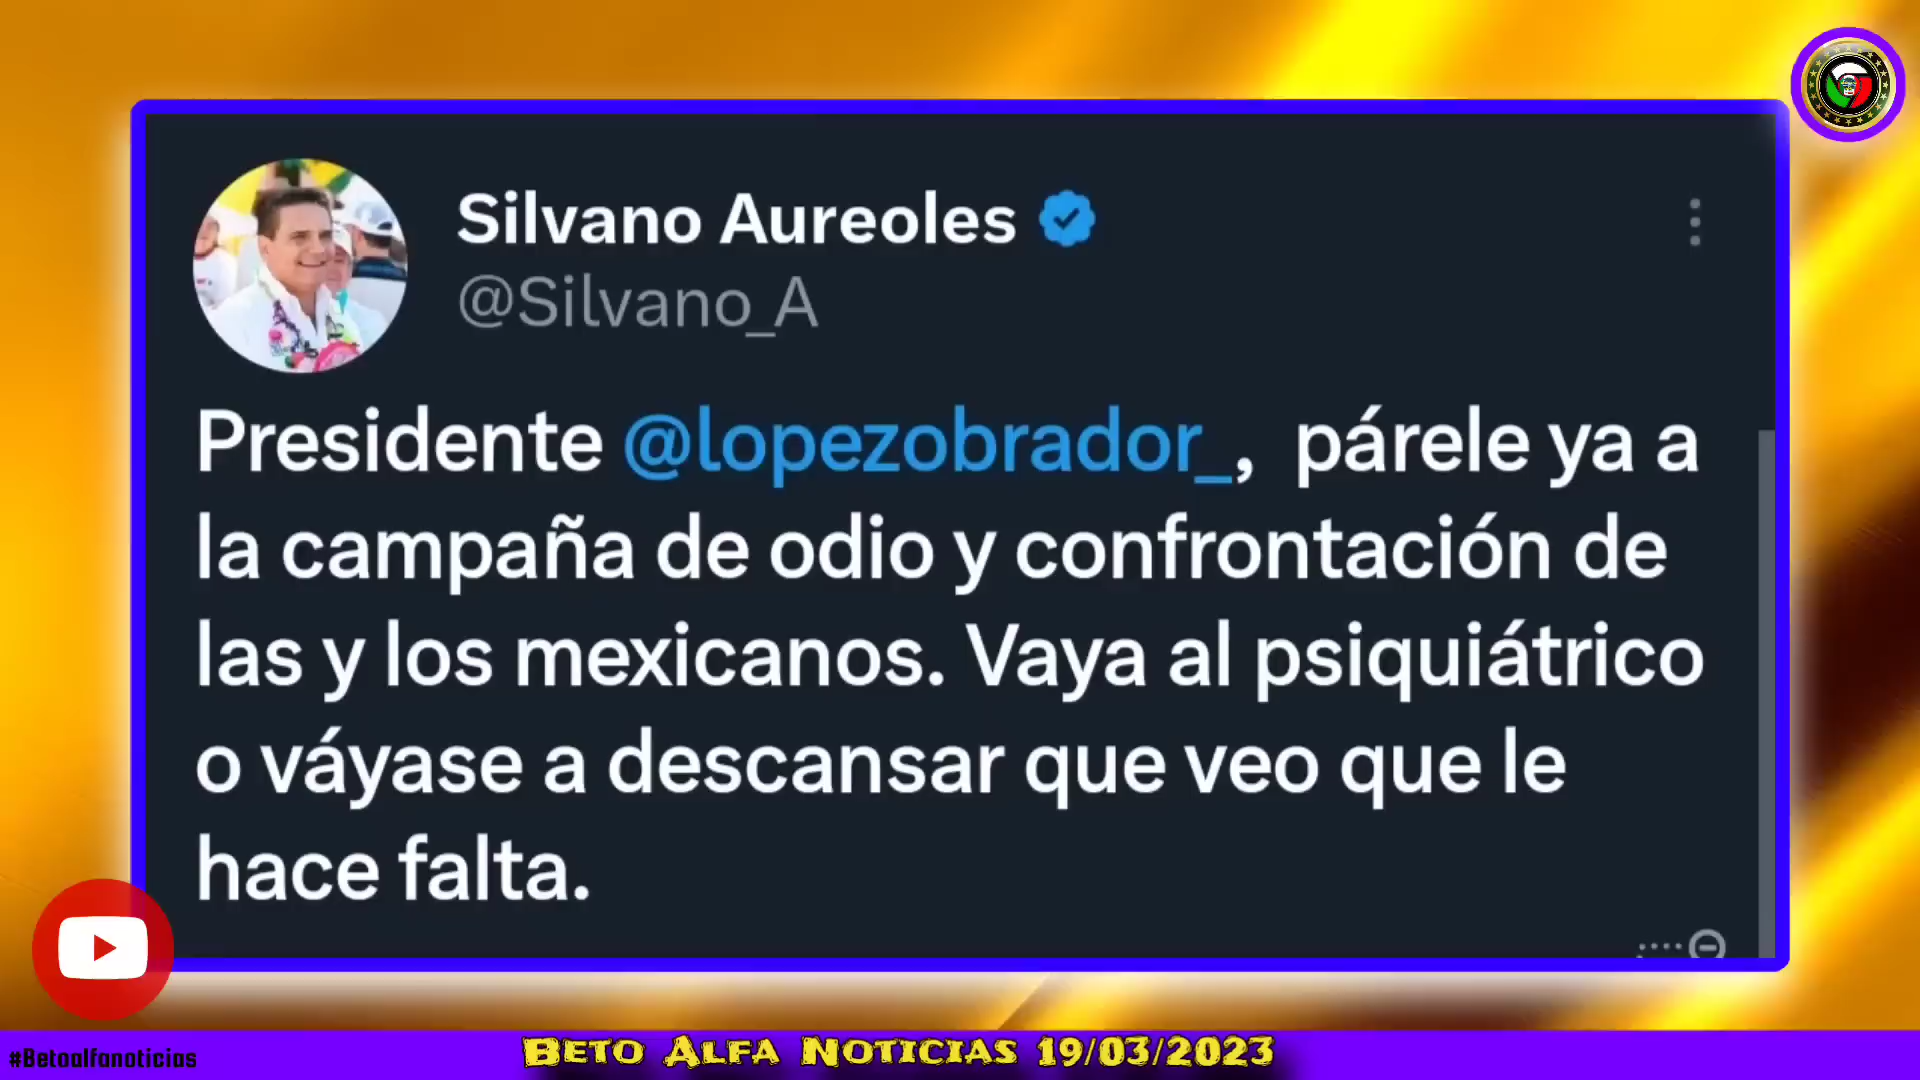 Silvano Aureoles
@Silvano_A
Presidente @lopezobrador_, párele ya a
la campaña de odio y confrontación de
las y los mexicanos. Vaya al psiquiátrico
o váyase a descansar que veo que le
hace falta.
#Betoalfanoticias
Beto Alfa Noticias 19/03/2023